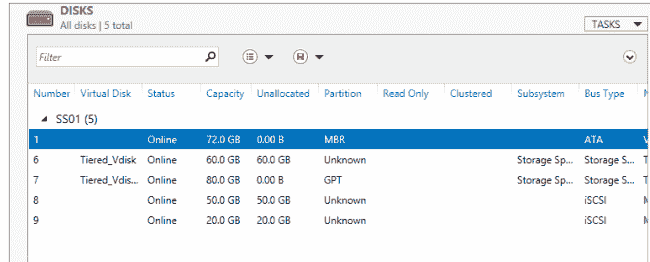 DISKS
All disks | 5 total
TASKS
Filter
Number Virtual Disk Status Capacity Unallocated Partition Read Only Clustered Subsystem Bus Type
SS01 (5)
1 Online 72.0 GB 0.00 B MBR ATA
6 Tiered_Vdisk Online 60.0 GB 60.0 GB Unknown Storage Sp... Storage S...
7 Tiered_Vdis... Online 80.0 GB 0.00 B GPT Storage Sp... Storage S...
8 Online 50.0 GB 50.0 GB Unknown iSCSI
9 Online 20.0 GB 20.0 GB Unknown iSCSI